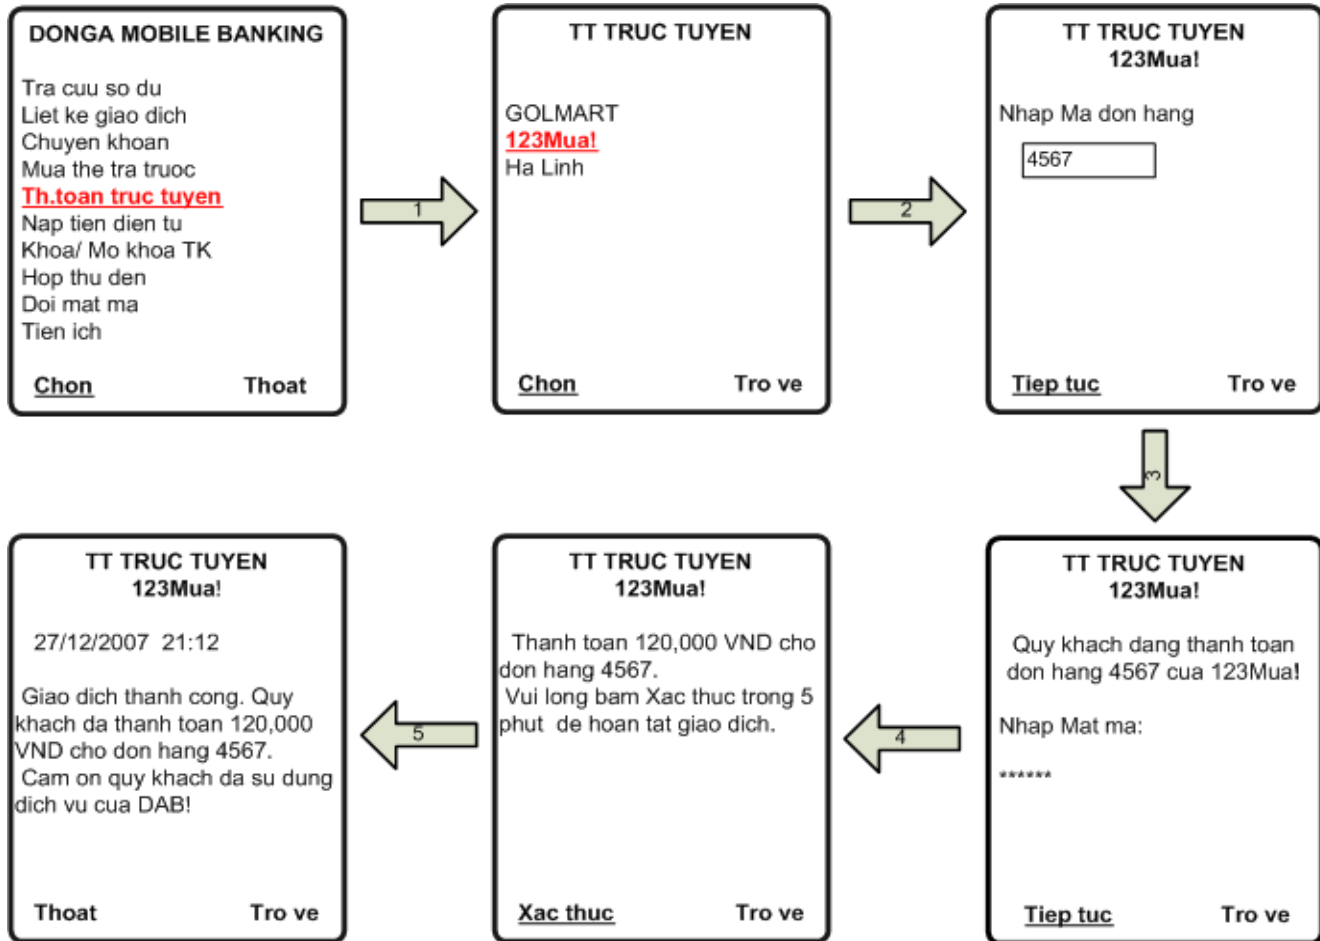 DONGA MOBILE BANKING
Tra cuu so du
Liet ke giao dich
Chuyen khoan
Mua the tra truoc
Th.toan truc tuyen
Nap tien dien tu
Khoa/ Mo khoa TK
Hop thu den
Doi mat ma
Tien ich
Chon Thoat
1
TT TRUC TUYEN
GOLMART
123Mua!
Ha Linh
Chon Tro ve
2
TT TRUC TUYEN
123Mua!
Nhap Ma don hang
4567
Tiep tuc Tro ve
3
TT TRUC TUYEN
123Mua!
Quy khach dang thanh toan
don hang 4567 cua 123Mua!
Nhap Mat ma:
******
Tiep tuc Tro ve
4
TT TRUC TUYEN
123Mua!
Thanh toan 120,000 VND cho
don hang 4567.
Vui long bam Xac thuc trong 5
phut de hoan tat giao dich.
Xac thuc Tro ve
5
TT TRUC TUYEN
123Mua!
27/12/2007 21:12
Giao dich thanh cong. Quy
khach da thanh toan 120,000
VND cho don hang 4567.
Cam on quy khach da su dung
dich vu cua DAB!
Thoat Tro ve